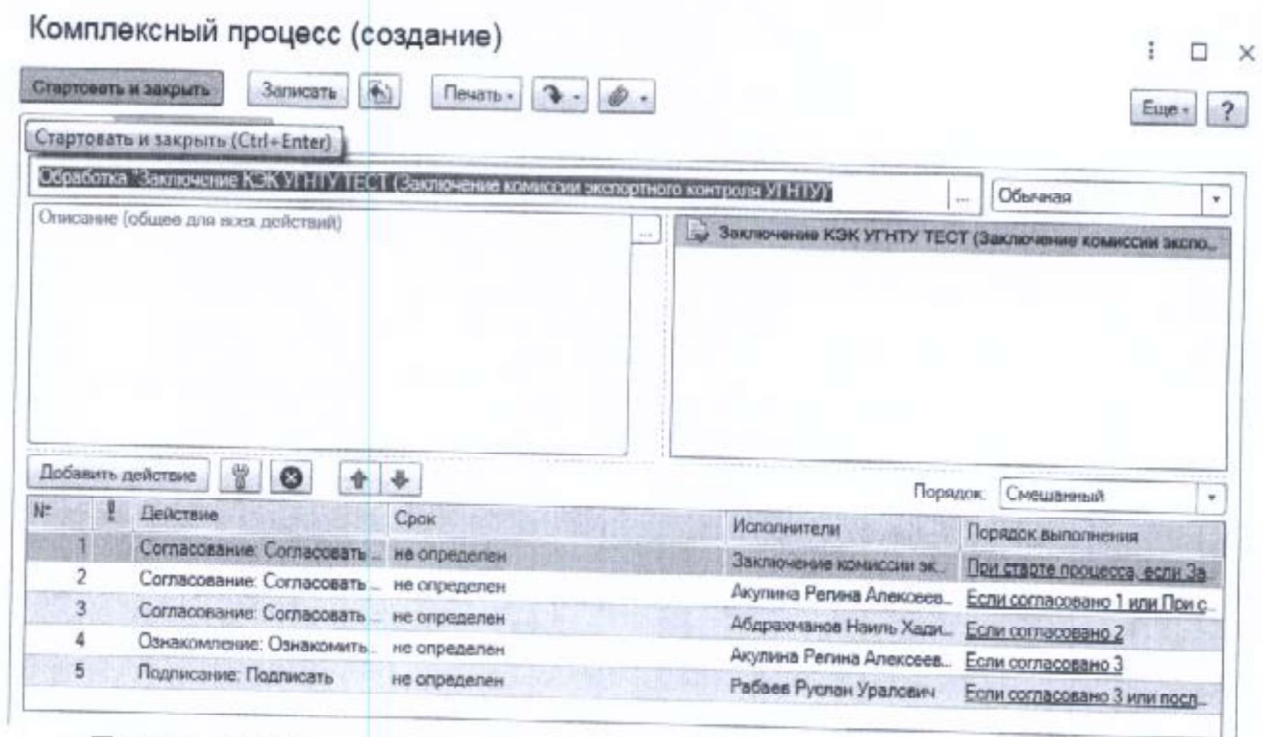 Комплексный процесс (создание)
Стартовать и закрыть Записать Печать Еще ?
Стартовать и закрыть (Ctrl+Enter)
Обработка "Заключение КЭК УГНТУ ТЕСТ (Заключение комиссии экспортного контроля УГНТУ)" ... Обычная
Описание (общее для всех действий) ... Заключение КЭК УГНТУ ТЕСТ (Заключение комиссии экспо...
Добавить действие Порядок: Смешанный
N° ! Действие Срок Исполнители Порядок выполнения
1 Согласование: Согласовать ... не определен Заключение комиссии эк... При старте процесса, если За...
2 Согласование: Согласовать ... не определен Акулина Регина Алексеев... Если согласовано 1 или При с...
3 Согласование: Согласовать ... не определен Абдрахманов Наиль Хади... Если согласовано 2
4 Ознакомление: Ознакомить... не определен Акулина Регина Алексеев... Если согласовано 3
5 Подписание: Подписать не определен Рабаев Руслан Уралович Если согласовано 3 или посл...